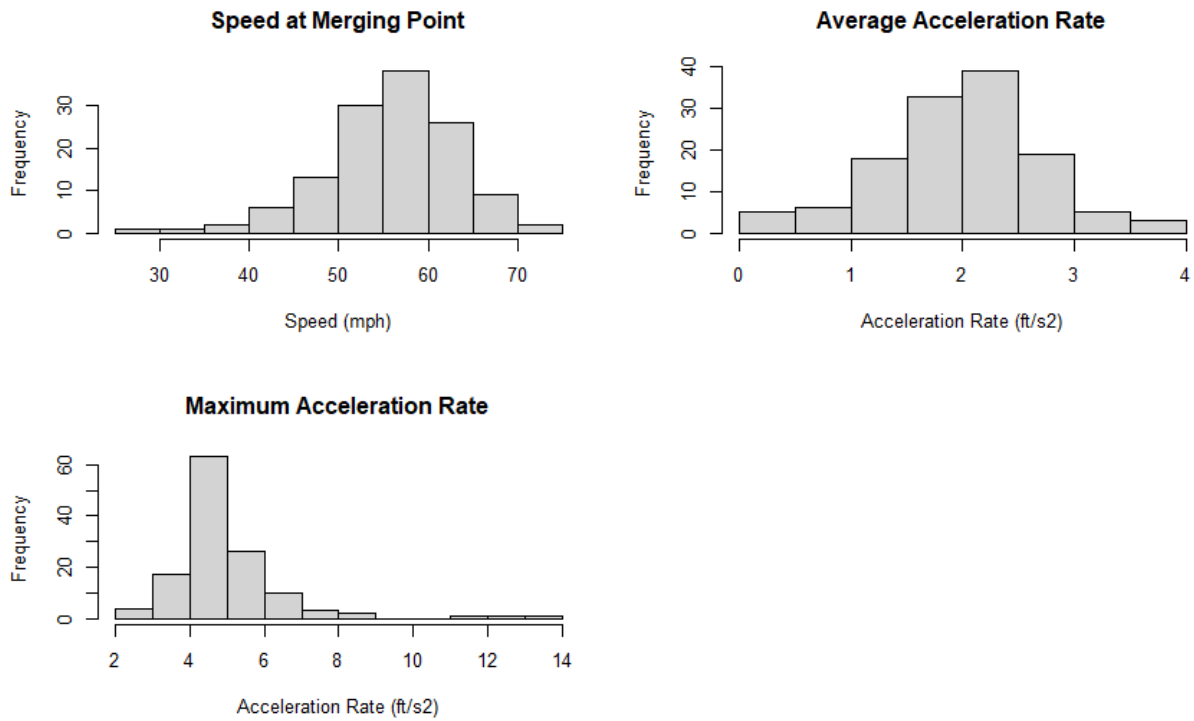 Speed at Merging Point
Frequency
0 10 20 30
30 40 50 60 70
Speed (mph)
Average Acceleration Rate
Frequency
0 10 20 30 40
0 1 2 3 4
Acceleration Rate (ft/s2)
Maximum Acceleration Rate
Frequency
0 20 40 60
2 4 6 8 10 12 14
Acceleration Rate (ft/s2)